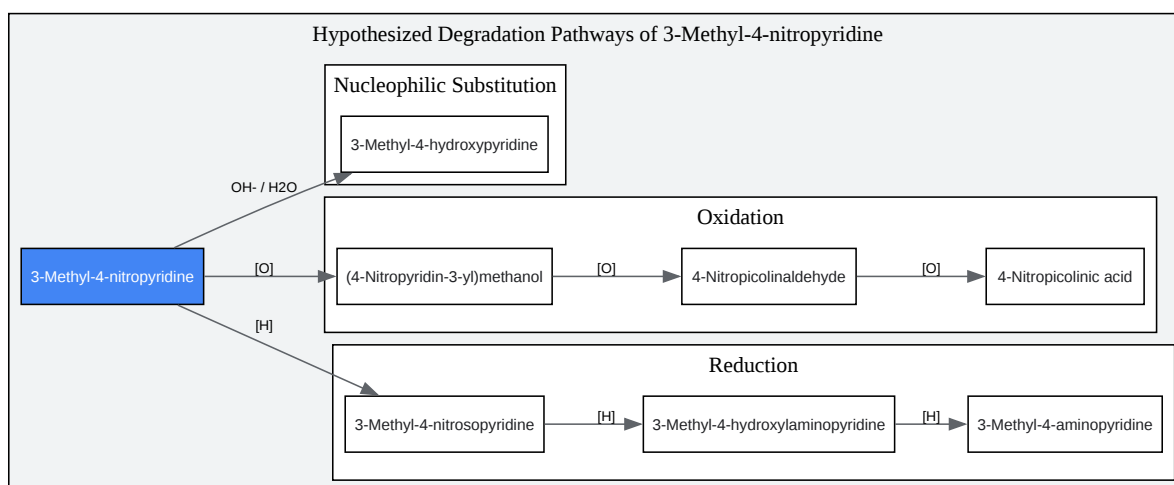 Hypothesized Degradation Pathways of 3-Methyl-4-nitropyridine
Nucleophilic Substitution
3-Methyl-4-hydroxypyridine
OH- / H2O
Oxidation
3-Methyl-4-nitropyridine
[O]
(4-Nitropyridin-3-yl)methanol
[O]
4-Nitropicolinaldehyde
[O]
4-Nitropicolinic acid
[H]
Reduction
3-Methyl-4-nitrosopyridine
[H]
3-Methyl-4-hydroxylaminopyridine
[H]
3-Methyl-4-aminopyridine